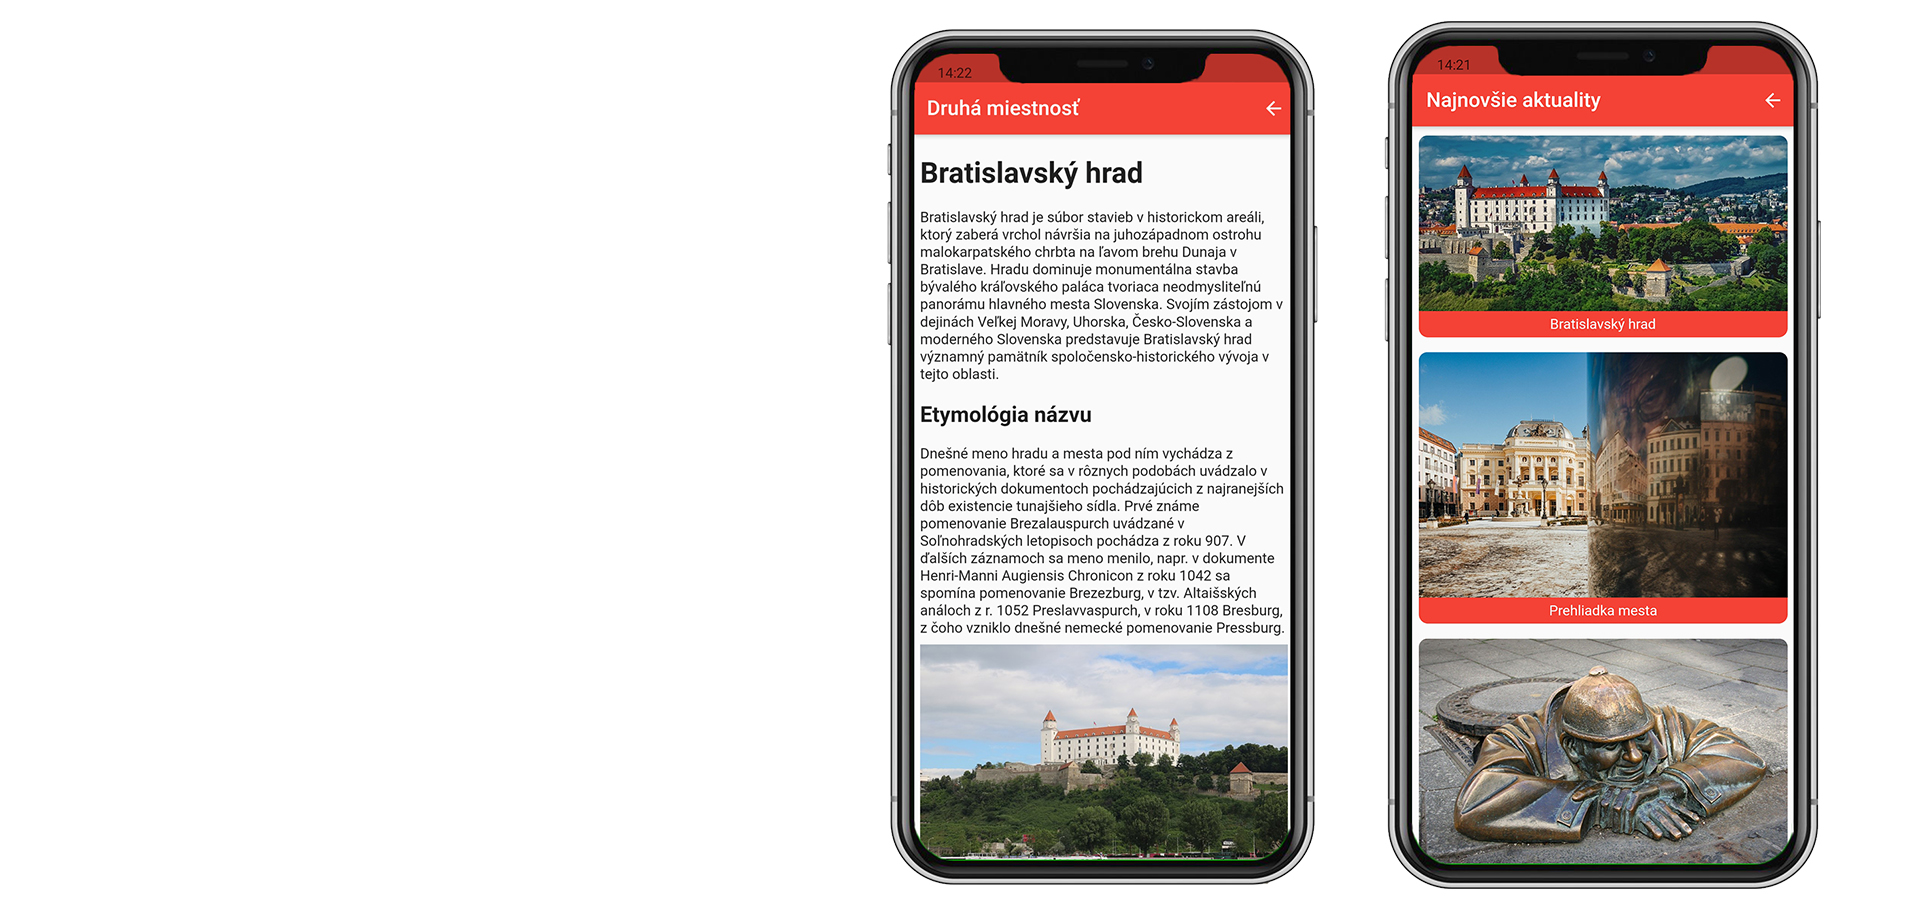 14:22
Druhá miestnosť
Bratislavský hrad
Bratislavský hrad je súbor stavieb v historickom areáli,
ktorý zaberá vrchol návršia na juhozápadnom ostrohu
malokarpatského chrbta na ľavom brehu Dunaja v
Bratislave. Hradu dominuje monumentálna stavba
bývalého kráľovského paláca tvoriaca neodmysliteľnú
panorámu hlavného mesta Slovenska. Svojím zástojom v
dejinách Veľkej Moravy, Uhorska, Česko-Slovenska a
moderného Slovenska predstavuje Bratislavský hrad
významný pamätník spoločensko-historického vývoja v
tejto oblasti.
Etymológia názvu
Dnešné meno hradu a mesta pod ním vychádza z
pomenovania, ktoré sa v rôznych podobách uvádzalo v
historických dokumentoch pochádzajúcich z najranejších
dôb existencie tunajšieho sídla. Prvé známe
pomenovanie Brezalauspurch uvádzané v
Soľnohradských letopisoch pochádza z roku 907. V
ďalších záznamoch sa meno menilo, napr. v dokumente
Henri-Manni Augiensis Chronicon z roku 1042 sa
spomína pomenovanie Brezezburg, v tzv. Altaišských
análoch z r. 1052 Preslavvaspurch, v roku 1108 Bresburg,
z čoho vzniklo dnešné nemecké pomenovanie Pressburg.
14:21
Najnovšie aktuality
Bratislavský hrad
Prehliadka mesta